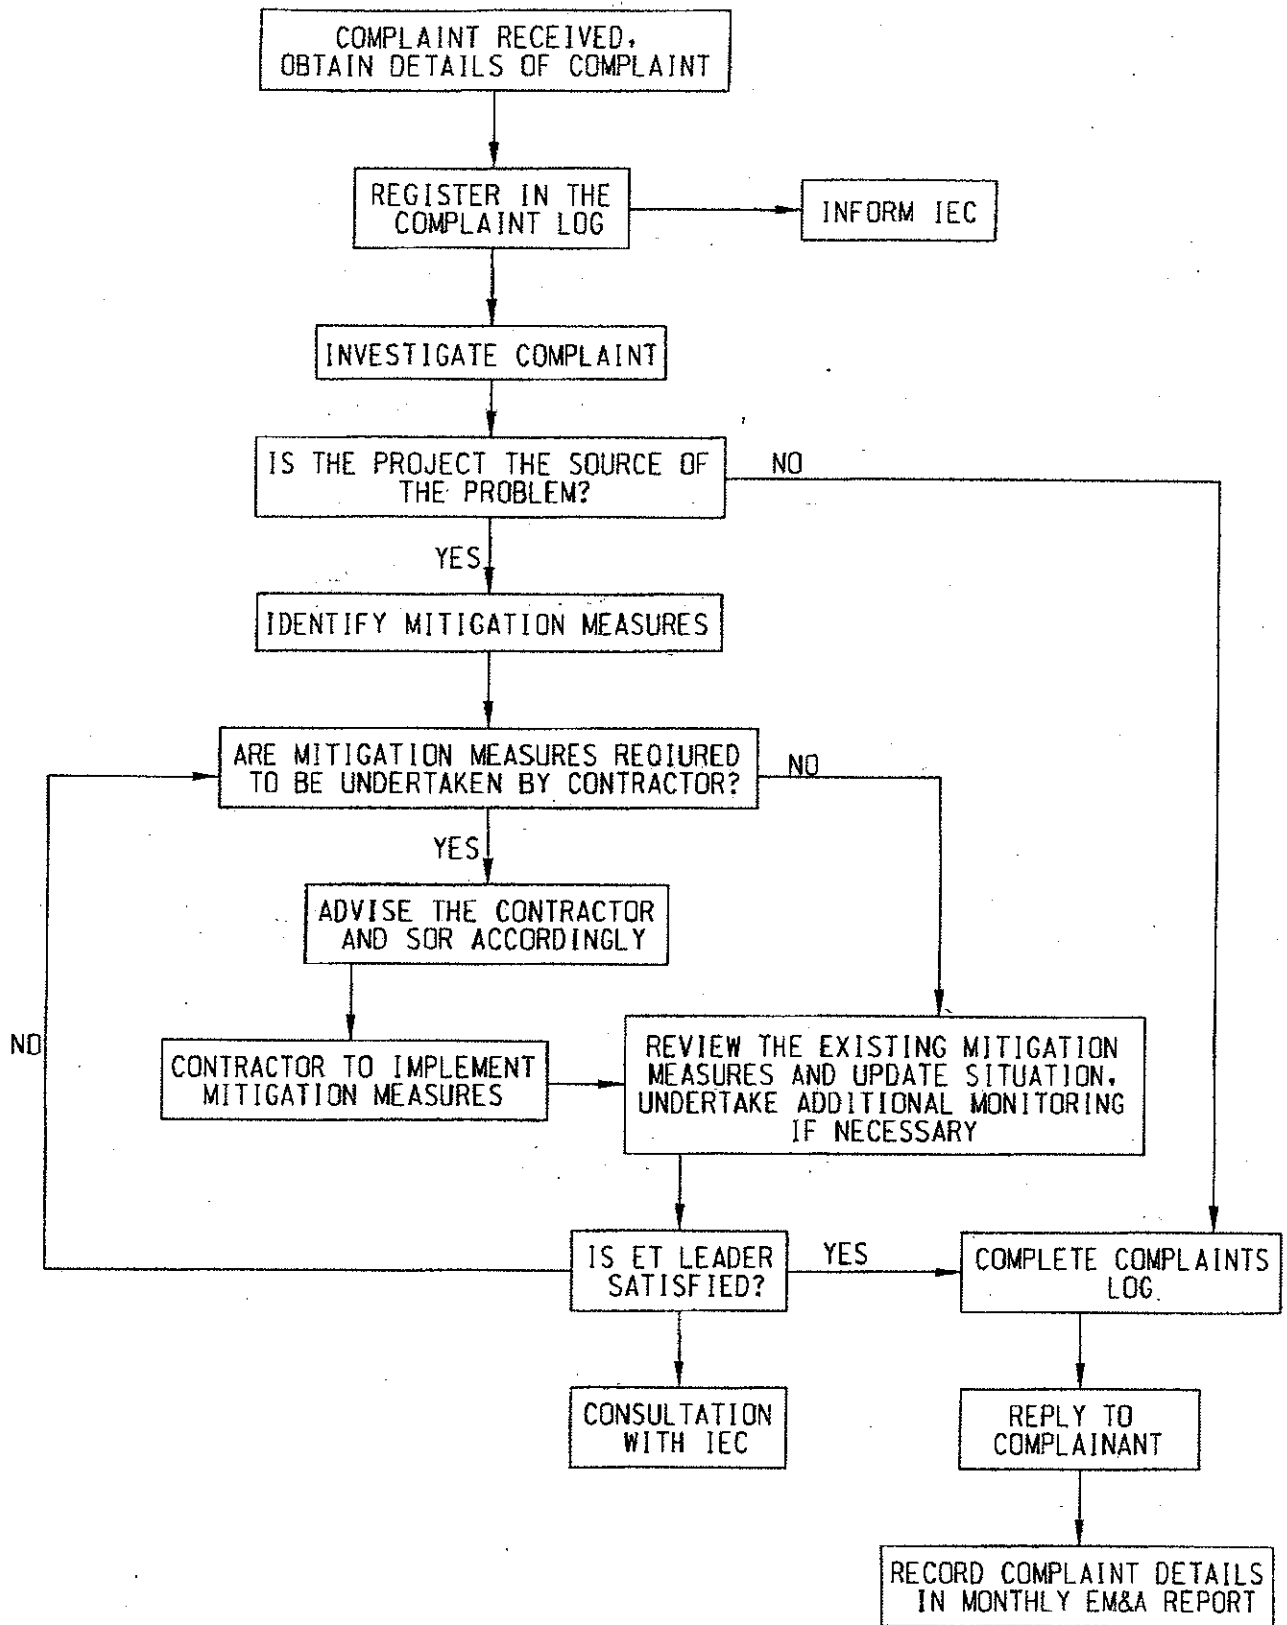 COMPLAINT RECEIVED,
OBTAIN DETAILS OF COMPLAINT
REGISTER IN THE
COMPLAINT LOG
INFORM IEC
INVESTIGATE COMPLAINT
IS THE PROJECT THE SOURCE OF
THE PROBLEM?
NO
YES
IDENTIFY MITIGATION MEASURES
ARE MITIGATION MEASURES REQIURED
TO BE UNDERTAKEN BY CONTRACTOR?
NO
YES
ADVISE THE CONTRACTOR
AND SOR ACCORDINGLY
NO
CONTRACTOR TO IMPLEMENT
MITIGATION MEASURES
REVIEW THE EXISTING MITIGATION
MEASURES AND UPDATE SITUATION,
UNDERTAKE ADDITIONAL MONITORING
IF NECESSARY
IS ET LEADER
SATISFIED?
YES
COMPLETE COMPLAINTS
LOG
CONSULTATION
WITH IEC
REPLY TO
COMPLAINANT
RECORD COMPLAINT DETAILS
IN MONTHLY EM&A REPORT